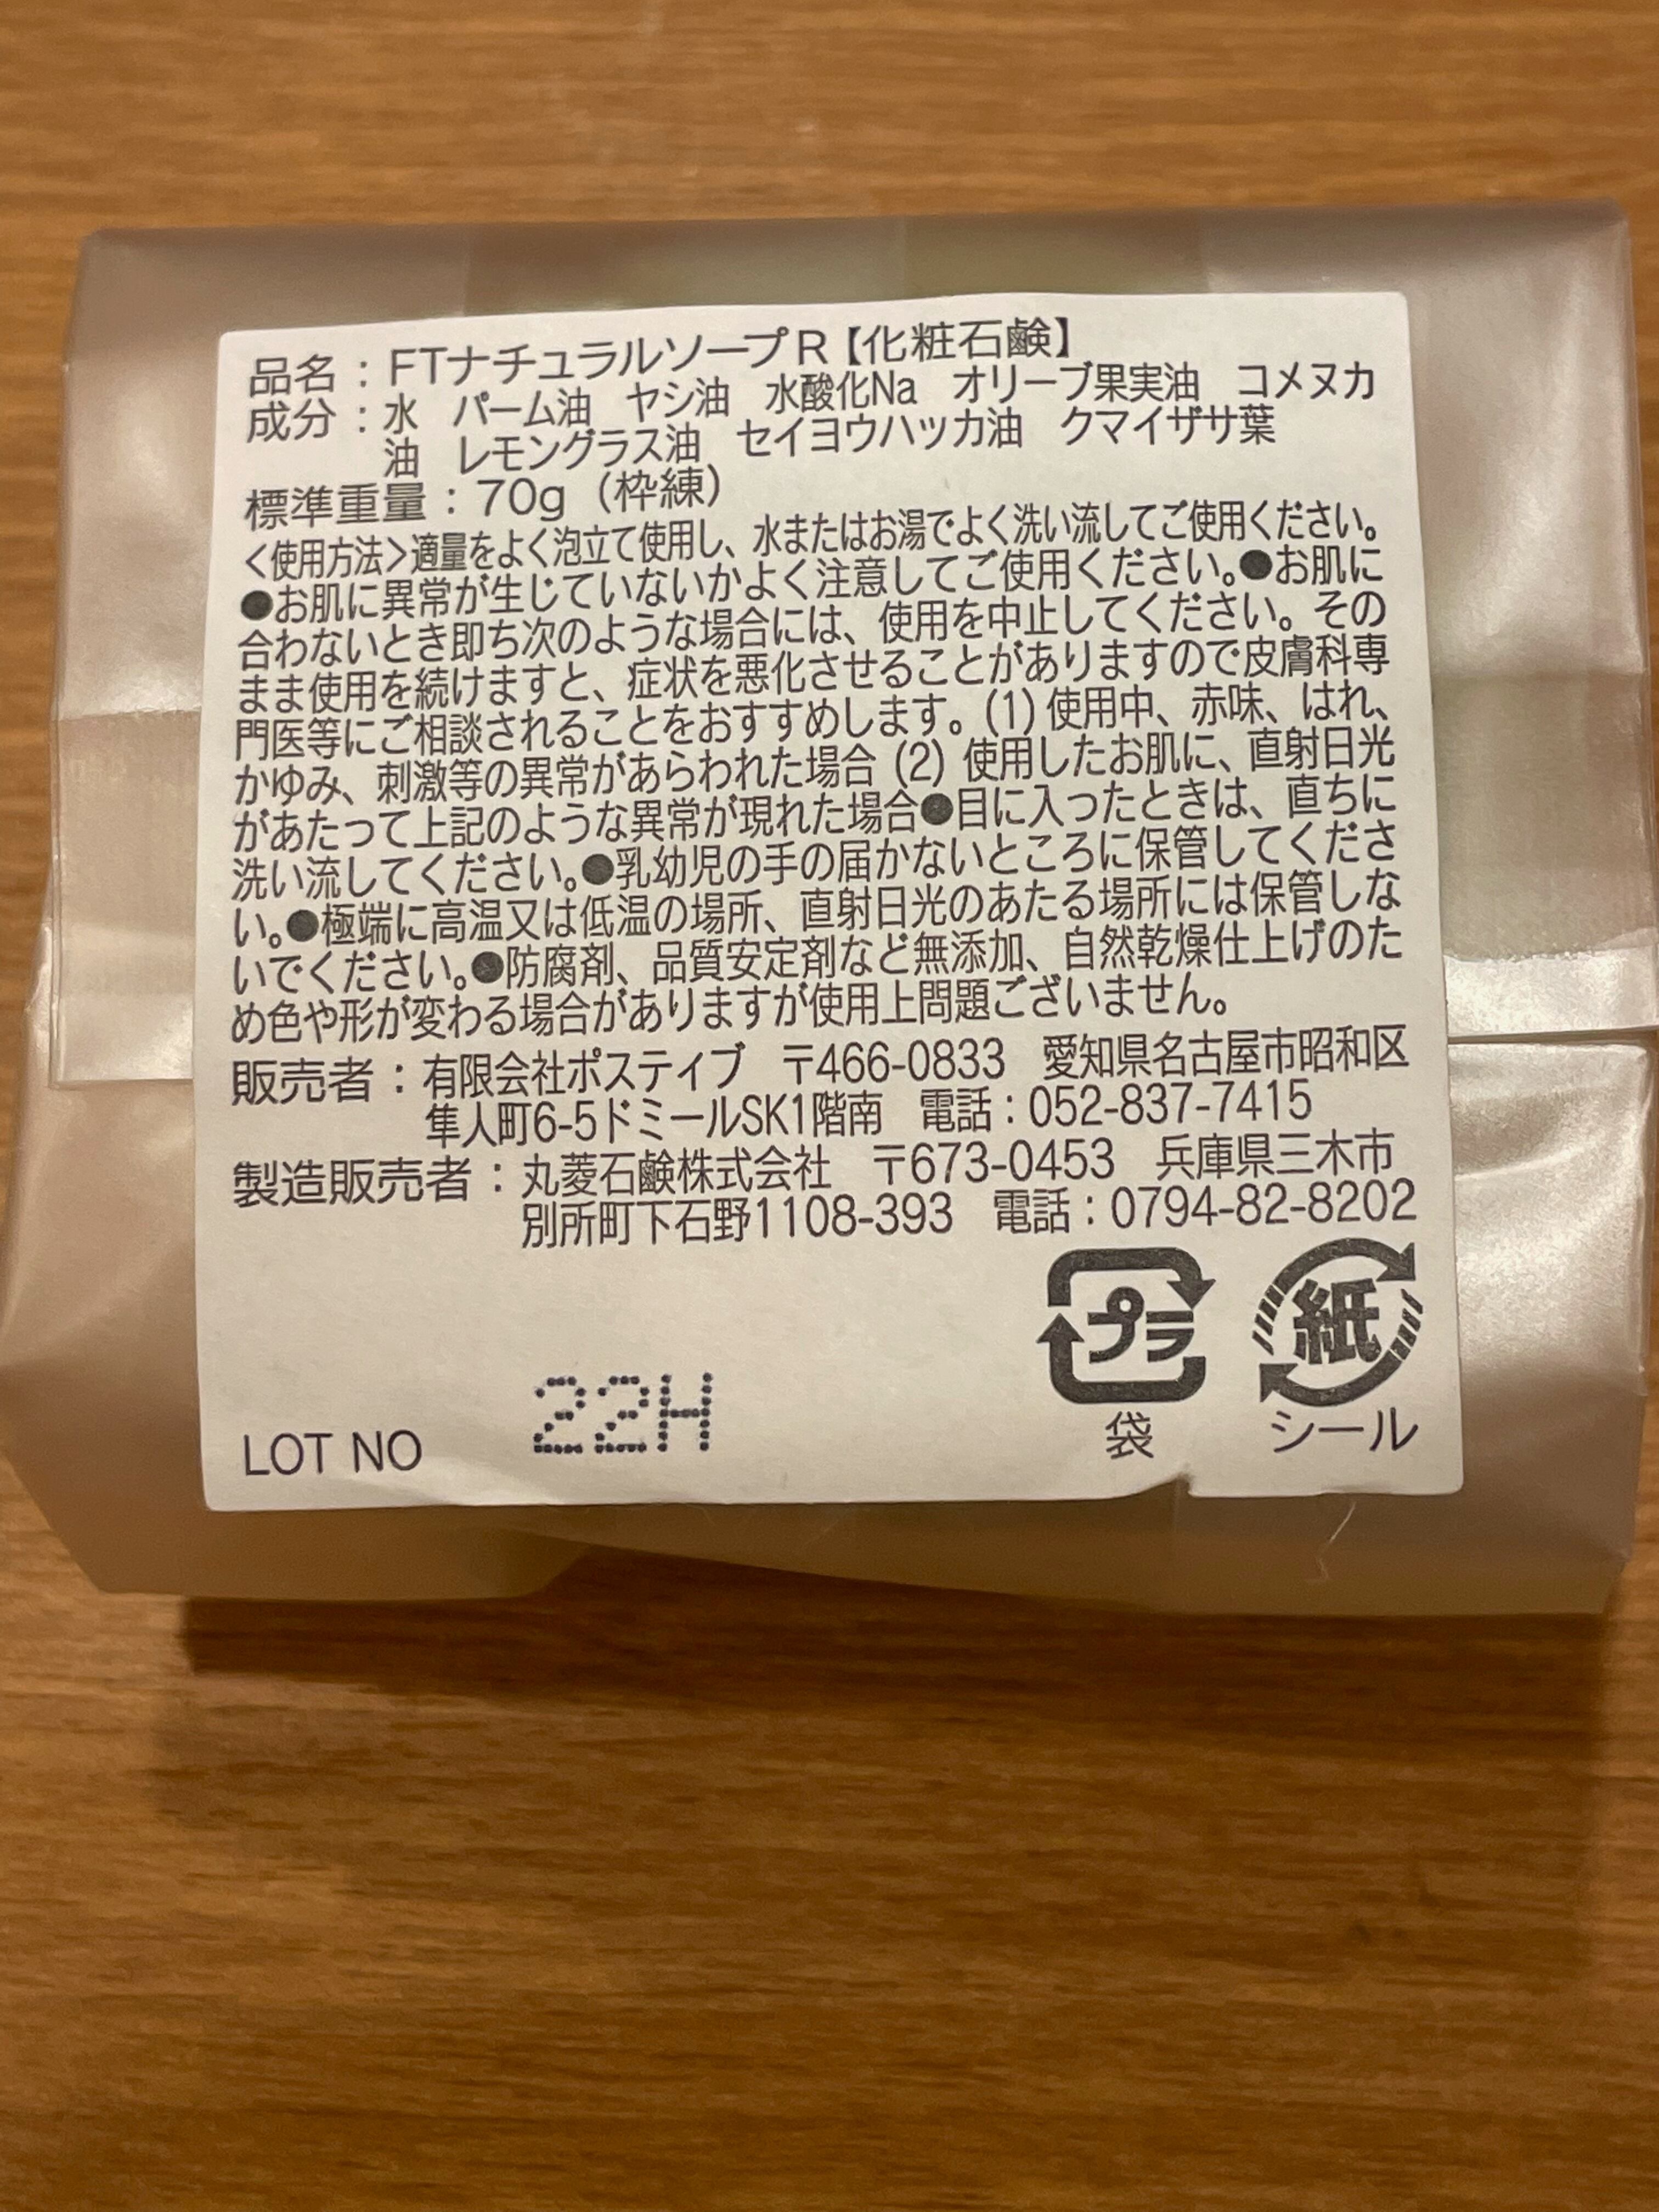 品名：FTナチュラルソープR【化粧石鹸】
成分：水　パーム油　ヤシ油　水酸化Na　オリーブ果実油　コメヌカ
油　レモングラス油　セイヨウハッカ油　クマイザサ葉
標準重量：70g（枠練）
＜使用方法＞適量をよく泡立て使用し、水またはお湯でよく洗い流してご使用ください。
●お肌に異常が生じていないかよく注意してご使用ください。●お肌に
合わないとき即ち次のような場合には、使用を中止してください。その
まま使用を続けますと、症状を悪化させることがありますので皮膚科専
門医等にご相談されることをおすすめします。(1)使用中、赤味、はれ、
かゆみ、刺激等の異常があらわれた場合 (2) 使用したお肌に、直射日光
があたって上記のような異常が現れた場合●目に入ったときは、直ちに
洗い流してください。●乳幼児の手の届かないところに保管してくださ
い。●極端に高温又は低温の場所、直射日光のあたる場所には保管しな
いでください。●防腐剤、品質安定剤など無添加、自然乾燥仕上げのた
め色や形が変わる場合がありますが使用上問題ございません。
販売者：有限会社ポスティブ　〒466-0833　愛知県名古屋市昭和区
隼人町6-5ドミールSK1階南　電話：052-837-7415
製造販売者：丸菱石鹸株式会社　〒673-0453　兵庫県三木市
別所町下石野1108-393　電話：0794-82-8202
プラ　紙
袋　シール
LOT NO　22H